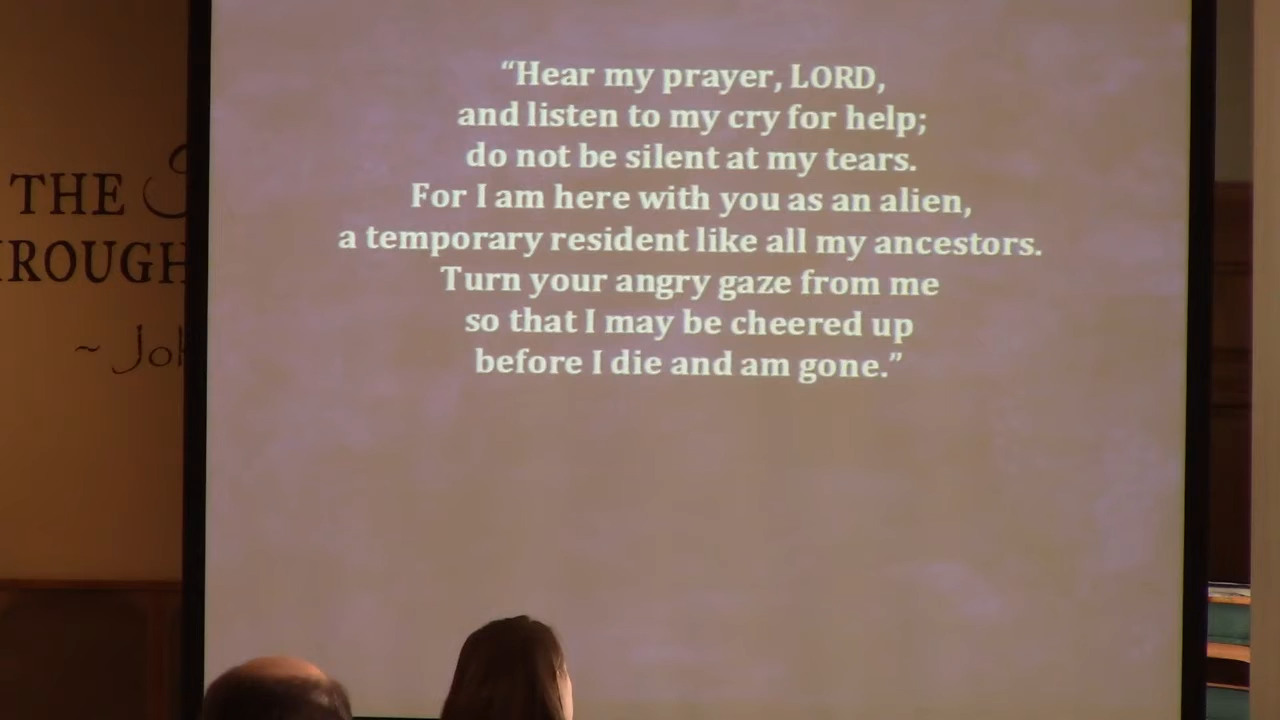 “Hear my prayer, LORD,
and listen to my cry for help;
do not be silent at my tears.
For I am here with you as an alien,
a temporary resident like all my ancestors.
Turn your angry gaze from me
so that I may be cheered up
before I die and am gone.”
THE
ROUGH
~ Joh